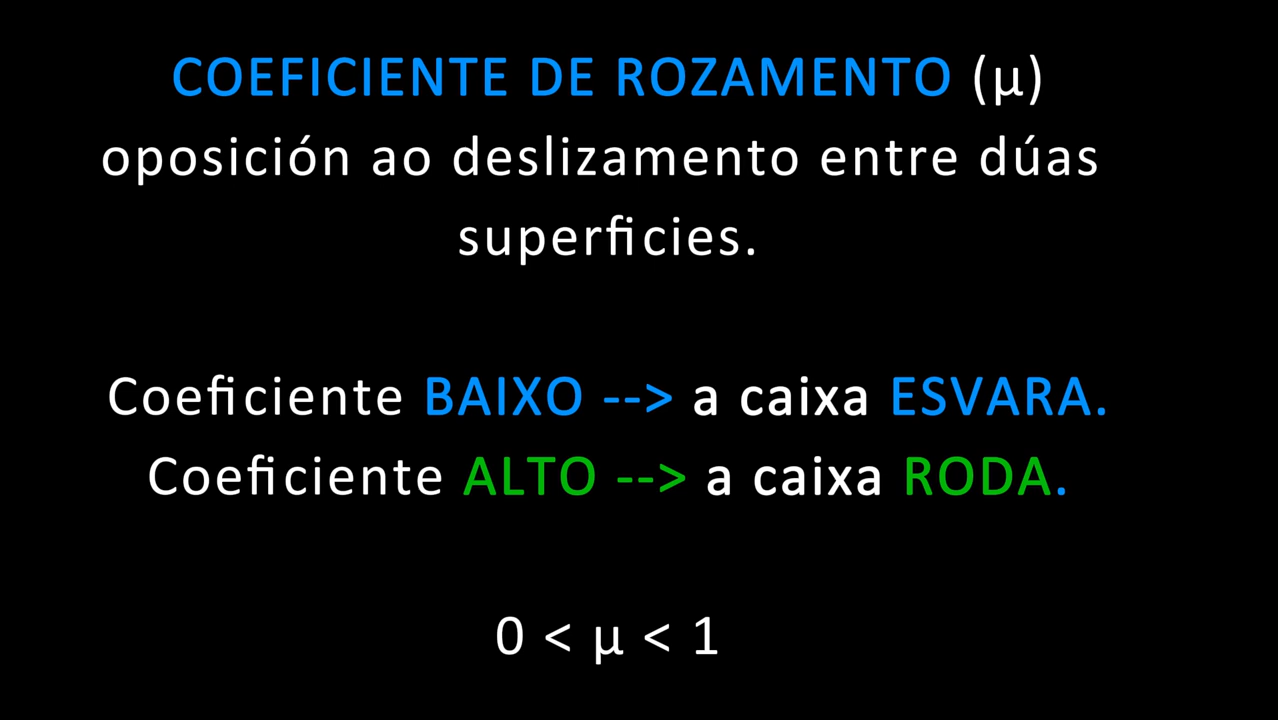 COEFICIENTE DE ROZAMENTO (μ)
oposición ao deslizamento entre dúas
superficies.
Coeficiente BAIXO --> a caixa ESVARA.
Coeficiente ALTO --> a caixa RODA.
0 < μ < 1